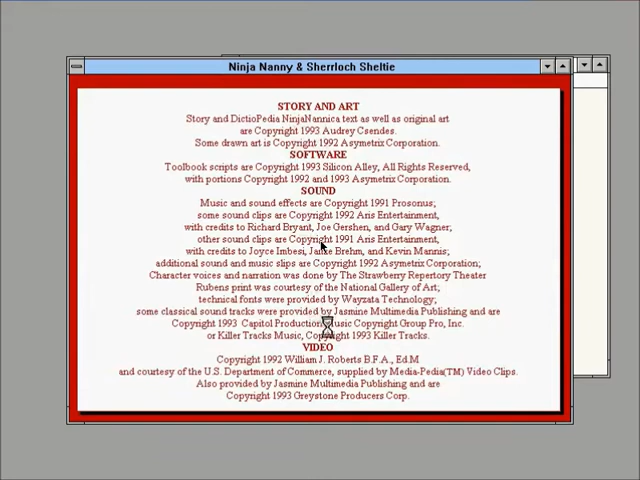 Ninja Nanny & Sherrloch Sheltie
STORY AND ART
Story and DictioPedia NinjaNannica text as well as original art
are Copyright 1993 Audrey Csendes.
Some drawn art is Copyright 1992 Asymetrix Corporation.
SOFTWARE
Toolbook scripts are Copyright 1993 Silicon Alley, All Rights Reserved,
with portions Copyright 1992 and 1993 Asymetrix Corporation.
SOUND
Music and sound effects are Copyright 1991 Prosonus;
some sound clips are Copyright 1992 Aris Entertainment,
with credits to Richard Bryant, Joe Gershen, and Gary Wagner;
other sound clips are Copyright 1991 Aris Entertainment,
with credits to Joyce Imbesi, Brehm, and Kevin Mannis;
additional sound and music clips are Copyright 1992 Asymetrix Corporation;
Character voices and narration was done by The Strawberry Repertory Theater
Rubens print was courtesy of the National Gallery of Art;
technical fonts were provided by Wayzata Technology;
some classical sound tracks were provided by Jasmine Multimedia Publishing and are
Copyright 1993 Capitol Production Music Copyright Group Pro, Inc.
or Killer Tracks Music, Copyright 1993 Killer Tracks.
VIDEO
Copyright 1992 William J. Roberts B.F.A., Ed.M
and courtesy of the U.S. Department of Commerce, supplied by Media-Pedia(TM) Video Clips.
Also provided by Jasmine Multimedia Publishing and are
Copyright 1993 Greystone Producers Corp.